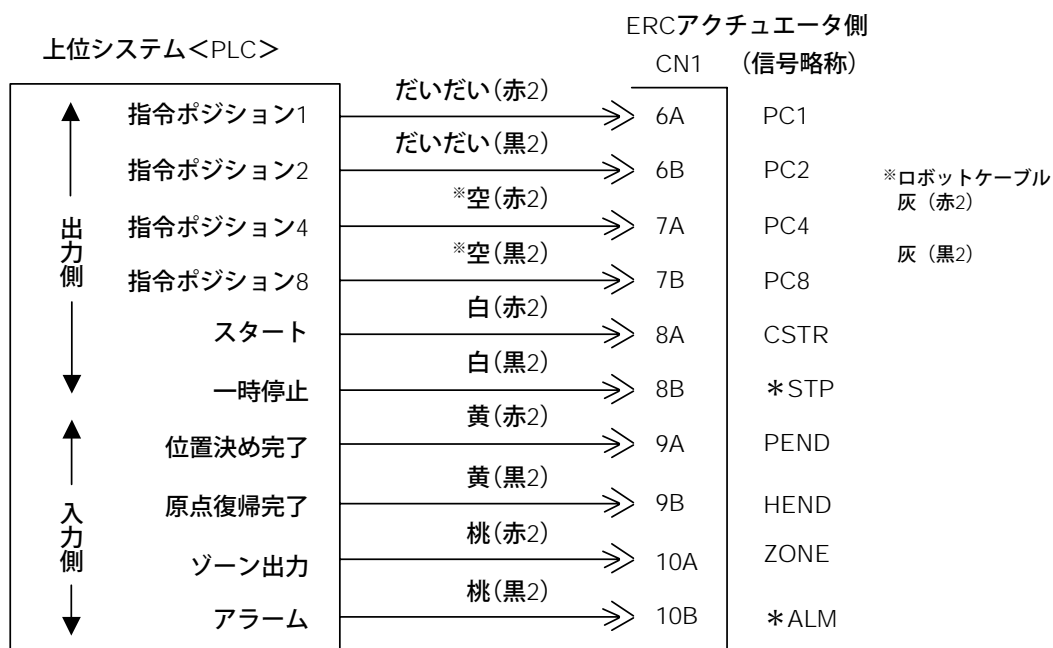 ERCアクチュエータ側
上位システム＜PLC＞
CN1 （信号略称）
だいだい(赤2)
指令ポジション1 6A PC1
だいだい(黒2)
指令ポジション2 6B PC2
※ロボットケーブル
※空(赤2)
灰（赤2）
指令ポジション4 7A PC4
※空(黒2)
灰（黒2）
指令ポジション8 7B PC8
白(赤2)
スタート 8A CSTR
白(黒2)
一時停止 8B ＊STP
出力側
黄(赤2)
位置決め完了 9A PEND
黄(黒2)
原点復帰完了 9B HEND
桃(赤2)
ゾーン出力 10A ZONE
桃(黒2)
アラーム 10B ＊ALM
入力側